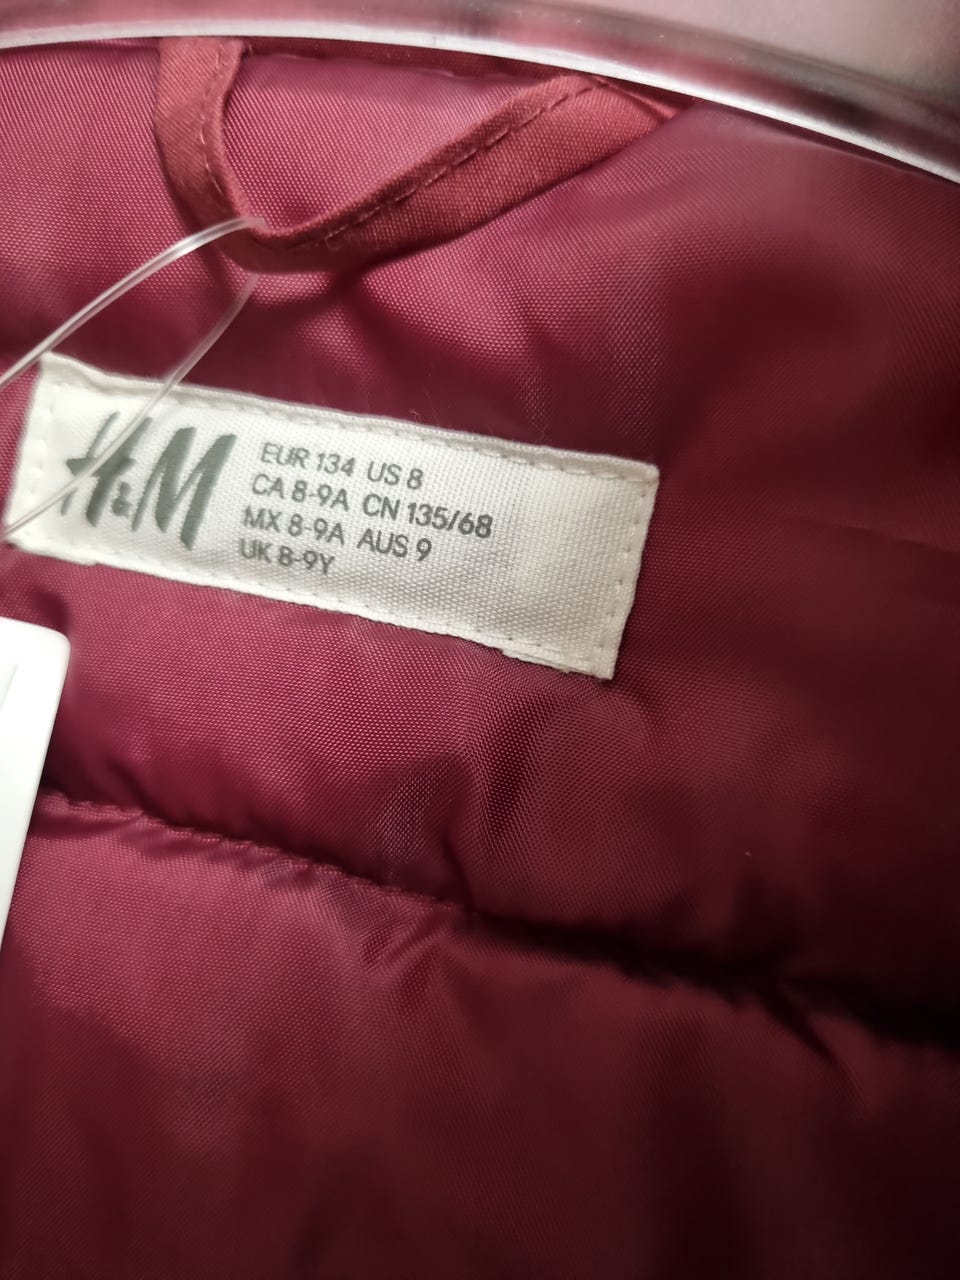 H&M
EUR 134 US 8
CA 8-9A CN 135/68
MX 8-9A AUS 9
UK 8-9Y